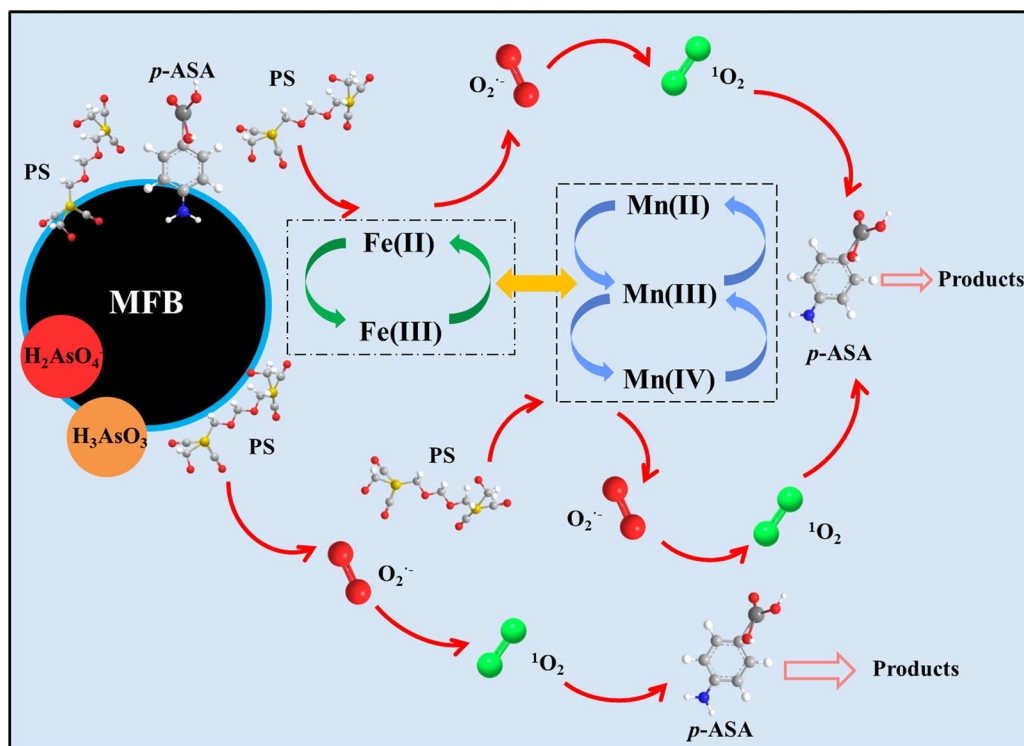 p-ASA
PS
O₂·⁻
¹O₂
PS
Mn(II)
Fe(II)
Mn(III)
Products
MFB
Fe(III)
p-ASA
H₂AsO₄⁻
Mn(IV)
H₃AsO₃
PS
PS
O₂·⁻
¹O₂
O₂·⁻
¹O₂
Products
p-ASA